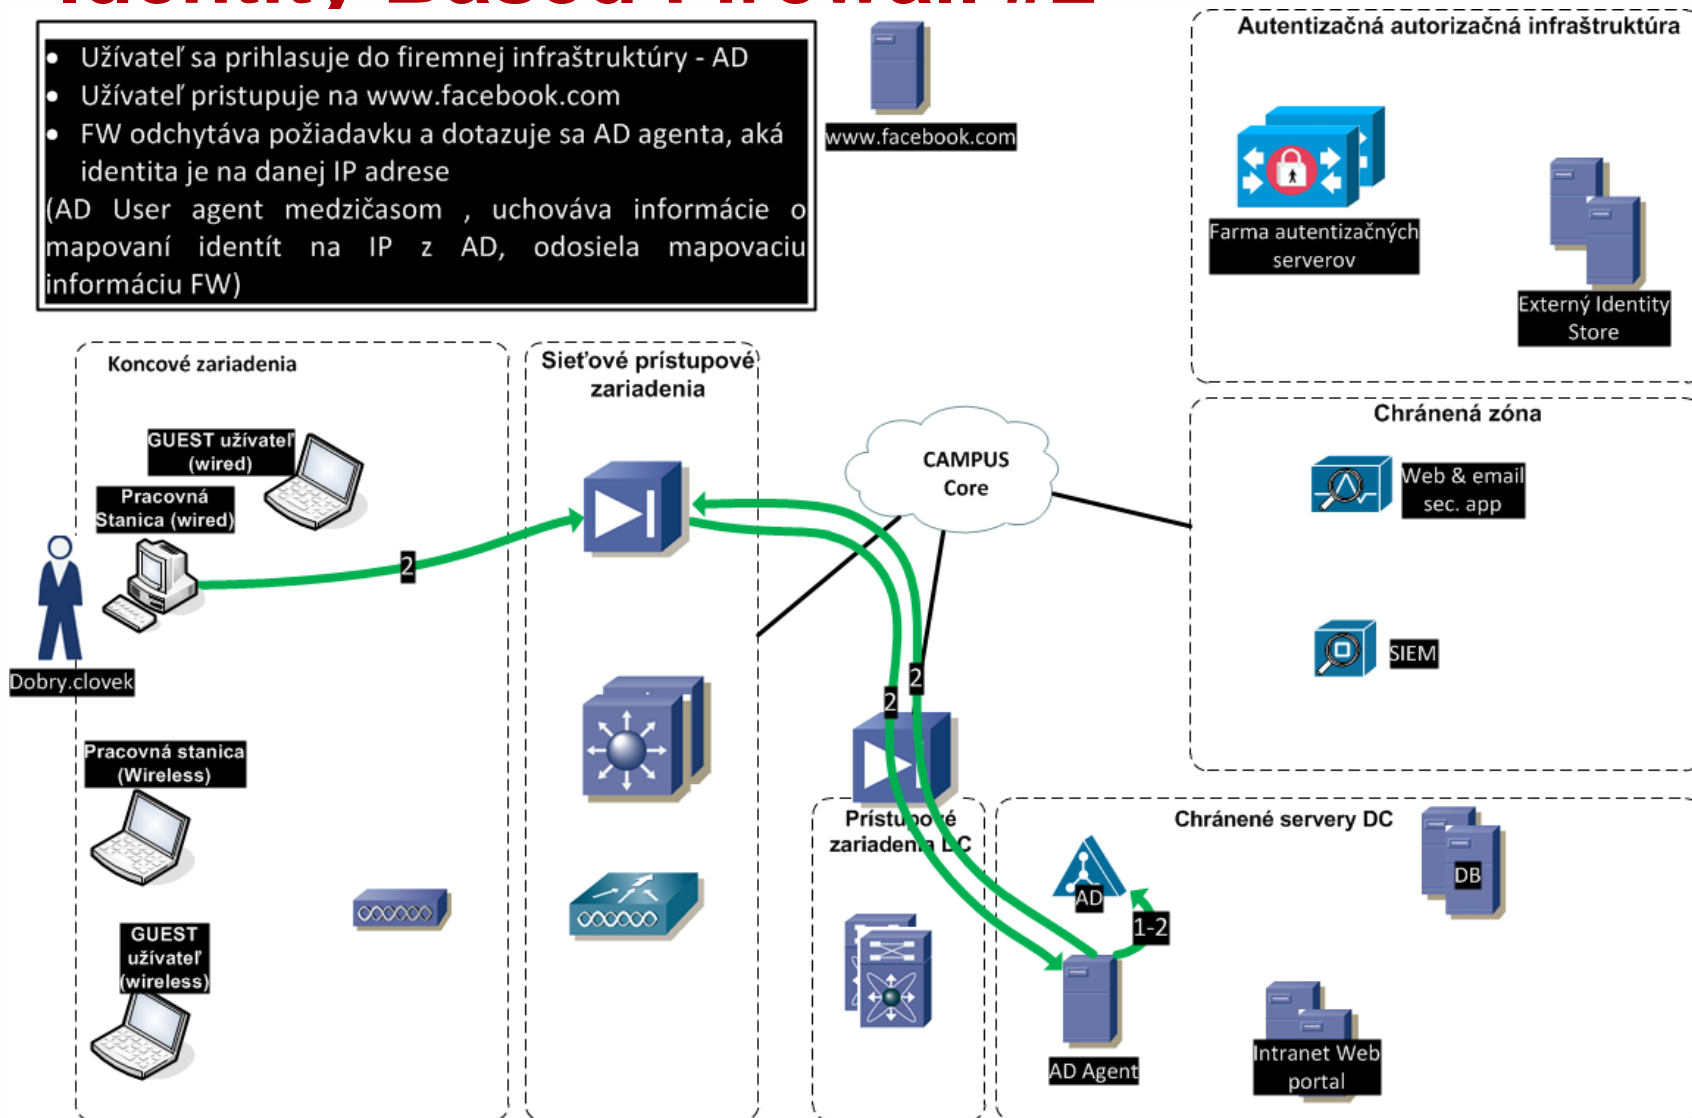 Identity Based Firewall #2
• Užívateľ sa prihlasuje do firemnej infraštruktúry - AD
• Užívateľ pristupuje na www.facebook.com
• FW odchytáva požiadavku a dotazuje sa AD agenta, aká
identita je na danej IP adrese
(AD User agent medzičasom , uchováva informácie o
mapovaní identít na IP z AD, odosiela mapovaciu
informáciu FW)
www.facebook.com
Autentizačná autorizačná infraštruktúra
Farma autentizačných
serverov
Externý Identity
Store
Koncové zariadenia
Sieťové prístupové
zariadenia
GUEST užívateľ
(wired)
Pracovná
Stanica (wired)
Dobry.clovek
2
CAMPUS
Core
Chránená zóna
Web & email
sec. app
SIEM
2
2
Pracovná stanica
(Wireless)
GUEST
užívateľ
(wireless)
Prístupové
zariadenia DC
Chránené servery DC
AD
1-2
DB
AD Agent
Intranet Web
portal